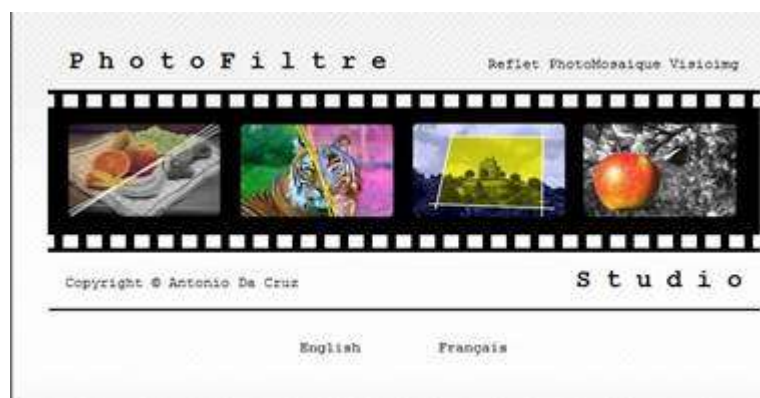 PhotoFiltre
Reflet PhotoMosaique Visioimg
Copyright © Antonio Da Cruz
Studio
English Français